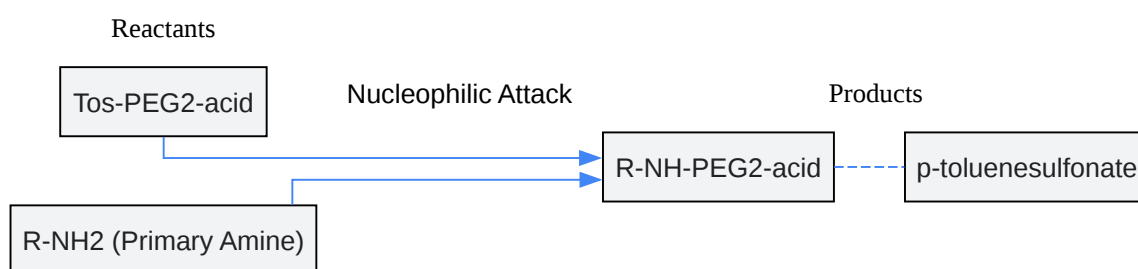 Reactants
Tos-PEG2-acid
Nucleophilic Attack
Products
R-NH-PEG2-acid
p-toluenesulfonate
R-NH2 (Primary Amine)